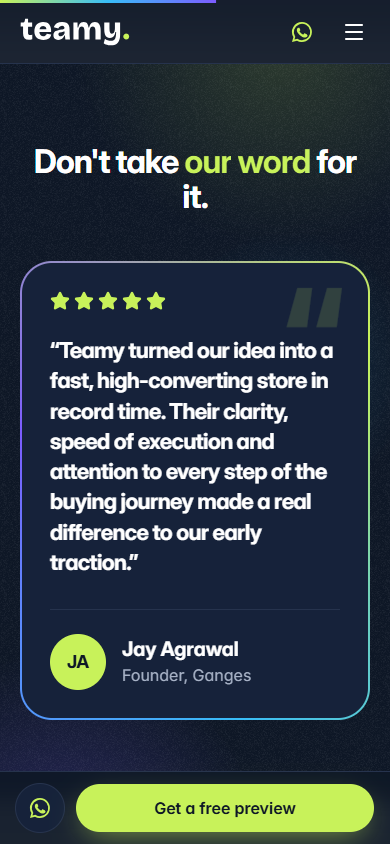 teamy.
Don't take our word for
it.
“Teamy turned our idea into a
fast, high-converting store in
record time. Their clarity,
speed of execution and
attention to every step of the
buying journey made a real
difference to our early
traction.”
JA
Jay Agrawal
Founder, Ganges
Get a free preview